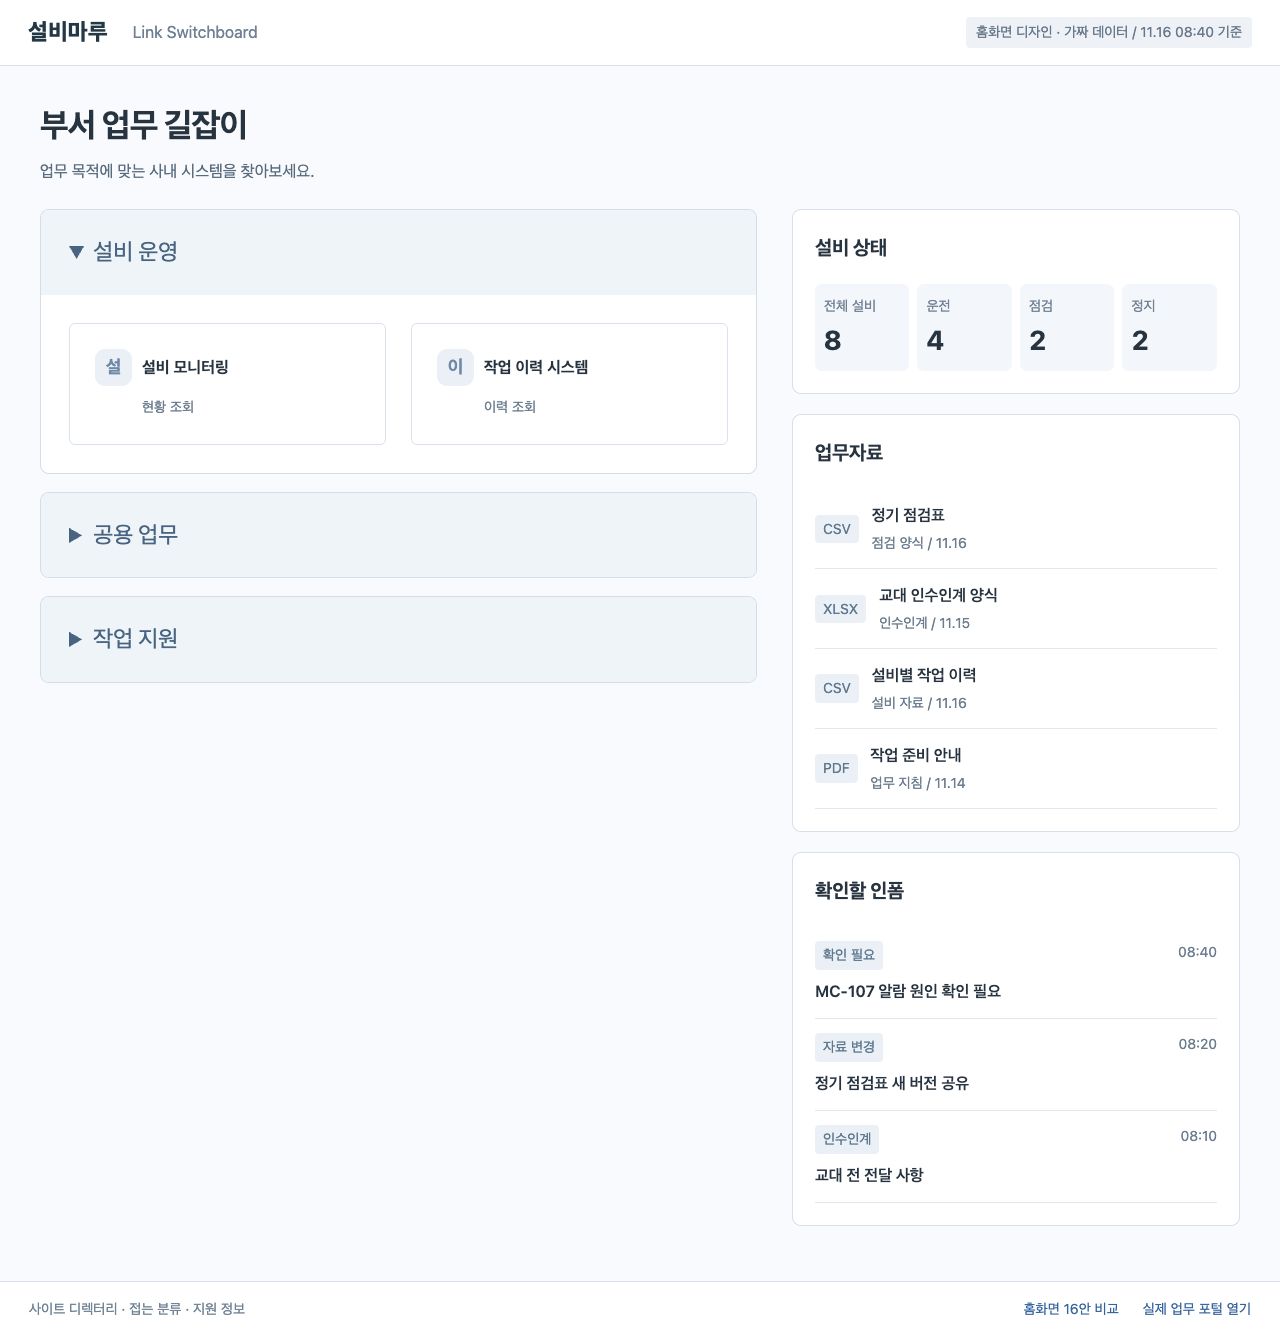 설비마루 Link Switchboard
홈화면 디자인 · 가짜 데이터 / 11.16 08:40 기준
부서 업무 길잡이
업무 목적에 맞는 사내 시스템을 찾아보세요.
▼ 설비 운영
설 설비 모니터링
현황 조회
이 작업 이력 시스템
이력 조회
▶ 공용 업무
▶ 작업 지원
설비 상태
전체 설비
8
운전
4
점검
2
정지
2
업무자료
CSV
정기 점검표
점검 양식 / 11.16
XLSX
교대 인수인계 양식
인수인계 / 11.15
CSV
설비별 작업 이력
설비 자료 / 11.16
PDF
작업 준비 안내
업무 지침 / 11.14
확인할 인폼
확인 필요 08:40
MC-107 알람 원인 확인 필요
자료 변경 08:20
정기 점검표 새 버전 공유
인수인계 08:10
교대 전 전달 사항
사이트 디렉터리 · 접는 분류 · 지원 정보
홈화면 16안 비교 실제 업무 포털 열기